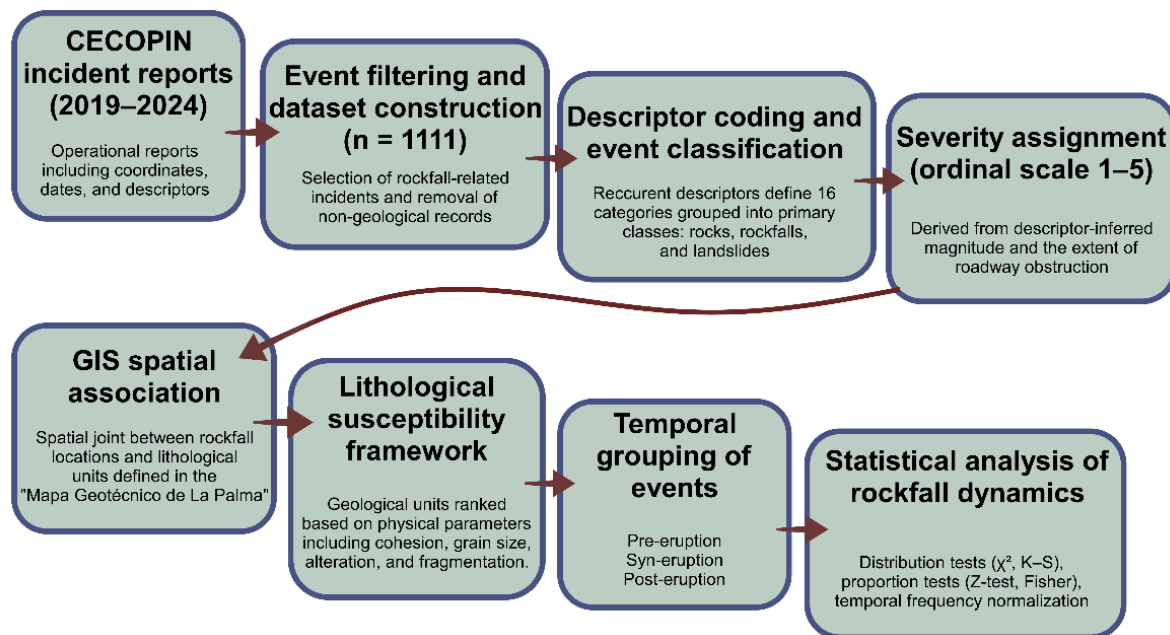 CECOPIN
incident reports
(2019–2024)
Operational reports
including coordinates,
dates, and descriptors
Event filtering and
dataset construction
(n = 1111)
Selection of rockfall-related
incidents and removal of
non-geological records
Descriptor coding and
event classification
Reccurent descriptors define 16
categories grouped into primary
classes: rocks, rockfalls,
and landslides
Severity assignment
(ordinal scale 1–5)
Derived from descriptor-inferred
magnitude and the extent of
roadway obstruction
GIS spatial
association
Spatial joint between rockfall
locations and lithological
units defined in the
"Mapa Geotécnico de La Palma"
Lithological
susceptibility
framework
Geological units ranked
based on physical parameters
including cohesion, grain size,
alteration, and fragmentation.
Temporal
grouping of
events
Pre-eruption
Syn-eruption
Post-eruption
Statistical analysis of
rockfall dynamics
Distribution tests (χ², K–S),
proportion tests (Z-test, Fisher),
temporal frequency normalization